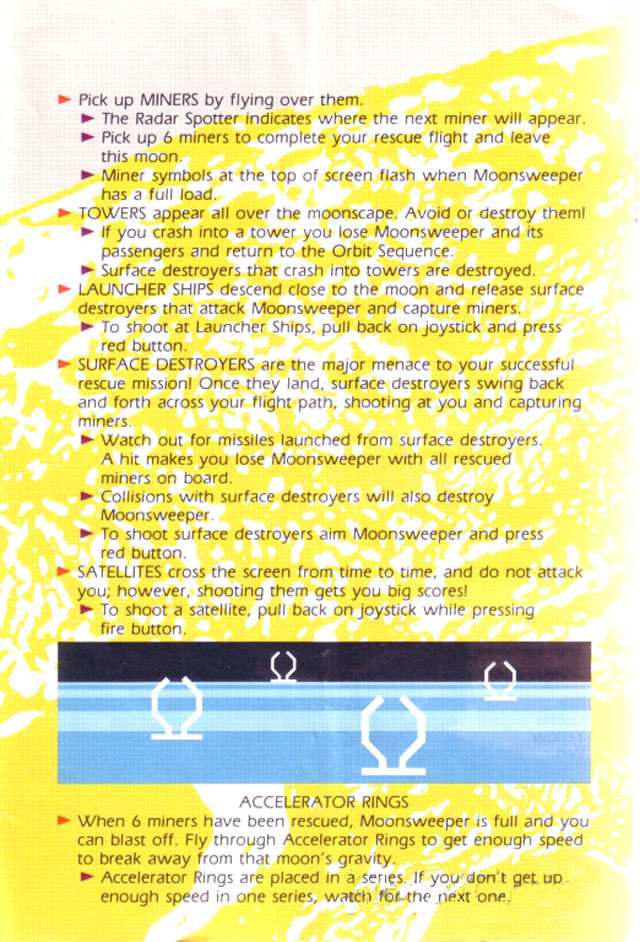 Pick up MINERS by flying over them.
The Radar Spotter indicates where the next miner will appear.
Pick up 6 miners to complete your rescue flight and leave
this moon.
Miner symbols at the top of screen flash when Moonsweeper
has a full load.
TOWERS appear all over the moonscape. Avoid or destroy them!
If you crash into a tower you lose Moonsweeper and its
passengers and return to the Orbit Sequence.
Surface destroyers that crash into towers are destroyed.
LAUNCHER SHIPS descend close to the moon and release surface
destroyers that attack Moonsweeper and capture miners.
To shoot at Launcher Ships, pull back on joystick and press
red button.
SURFACE DESTROYERS are the major menace to your successful
rescue mission! Once they land, surface destroyers swing back
and forth across your flight path, shooting at you and capturing
miners.
Watch out for missiles launched from surface destroyers.
A hit makes you lose Moonsweeper with all rescued
miners on board.
Collisions with surface destroyers will also destroy
Moonsweeper.
To shoot surface destroyers aim Moonsweeper and press
red button.
SATELLITES cross the screen from time to time, and do not attack
you; however, shooting them gets you big scores!
To shoot a satellite, pull back on joystick while pressing
fire button.
ACCELERATOR RINGS
When 6 miners have been rescued, Moonsweeper is full and you
can blast off. Fly through Accelerator Rings to get enough speed
to break away from that moon's gravity.
Accelerator Rings are placed in a series. If you don't get up
enough speed in one series, watch for the next one.